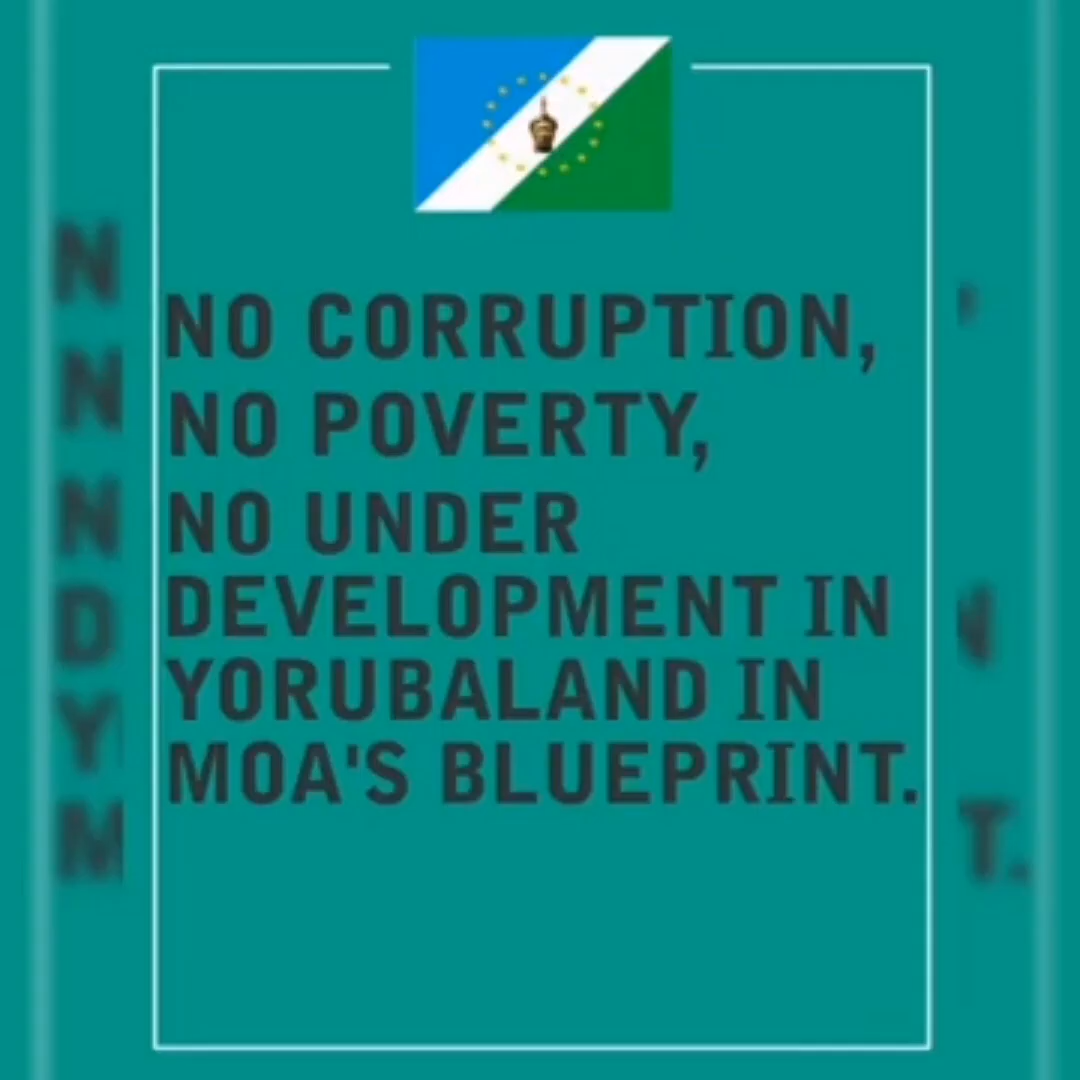 NO CORRUPTION,
NO POVERTY,
NO UNDER
DEVELOPMENT IN
YORUBALAND IN
MOA'S BLUEPRINT.